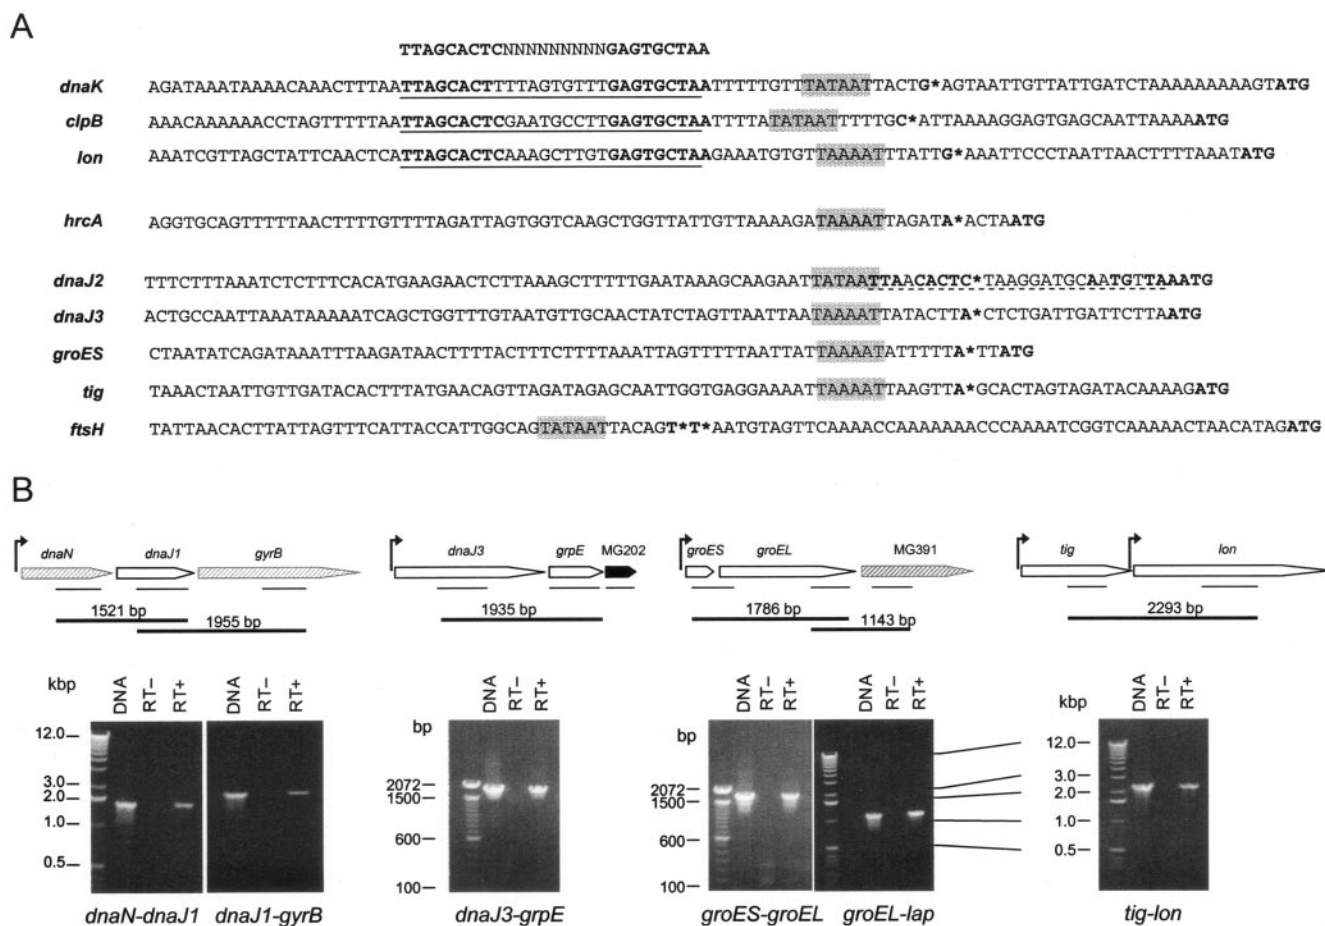 A
TTAGCACTCNNNNNNNNNGAGTGCTAA
dnaK AGATAAATAAAACAAACTTTAATTAGCACTTTTAGTGTTTGAGTGCTAATTTTTGTTTATAATTACTG*AGTAATTGTTATTGATCTAAAAAAAAAGTATG
clpB AAACAAAAAACCTAGTTTTTAATTAGCACTCGAATGCCTTGAGTGCTAATTTTATATAATTTTTGC*ATTAAAAGGAGTGAGCAATTAAAAATG
lon AAATCGTTAGCTATTCAACTCATTAGCACTCAAAGCTTGTGAGTGCTAAGAAATGTGTTAAAATTTATTG*AAATTCCCTAATTAACTTTTAAATATG
hrcA AGGTGCAGTTTTTAACTTTTGTTTTAGATTAGTGGTCAAGCTGGTTATTGTTAAAAGATAAAATTAGATA*ACTAATG
dnaJ2 TTTCTTTAAATCTCTTTCACATGAAGAACTCTTAAAGCTTTTTGAATAAAGCAAGAATTATAATTAACACTC*TAAGGATGCAATGTTAAATG
dnaJ3 ACTGCCAATTAAATAAAAATCAGCTGGTTTGTAATGTTGCAACTATCTAGTTAATTAATAAAATTATACTTA*CTCTGATTGATTCTTAATG
groES CTAATATCAGATAAATTTAAGATAACTTTTACTTTCTTTTAAATTAGTTTTTAATTATTAAAATATTTTTA*TTATG
tig TAAACTAATTGTTGATACACTTTATGAACAGTTAGATAGAGCAATTGGTGAGGAAAATTAAAATTAAGTTA*GCACTAGTAGATACAAAAGATG
ftsH TATTAACACTTATTAGTTTCATTACCATTGGCAGTATAATTACAGT*T*AATGTAGTTCAAAACCAAAAAAACCCAAAATCGGTCAAAAACTAACATAGATG
B
dnaN dnaJ1 gyrB dnaJ3 grpE MG202 groES groEL MG391 tig lon
1521 bp 1935 bp 1786 bp 2293 bp
1955 bp 1143 bp
kbp DNA RT− RT+ DNA RT− RT+ bp DNA RT− RT+ bp DNA RT− RT+ DNA RT− RT+ kbp DNA RT− RT+
12.0 3.0 2.0 1.0 0.5
2072 1500 600 100
2072 1500 600 100
12.0 3.0 2.0 1.0 0.5
dnaN-dnaJ1 dnaJ1-gyrB dnaJ3-grpE groES-groEL groEL-lap tig-lon